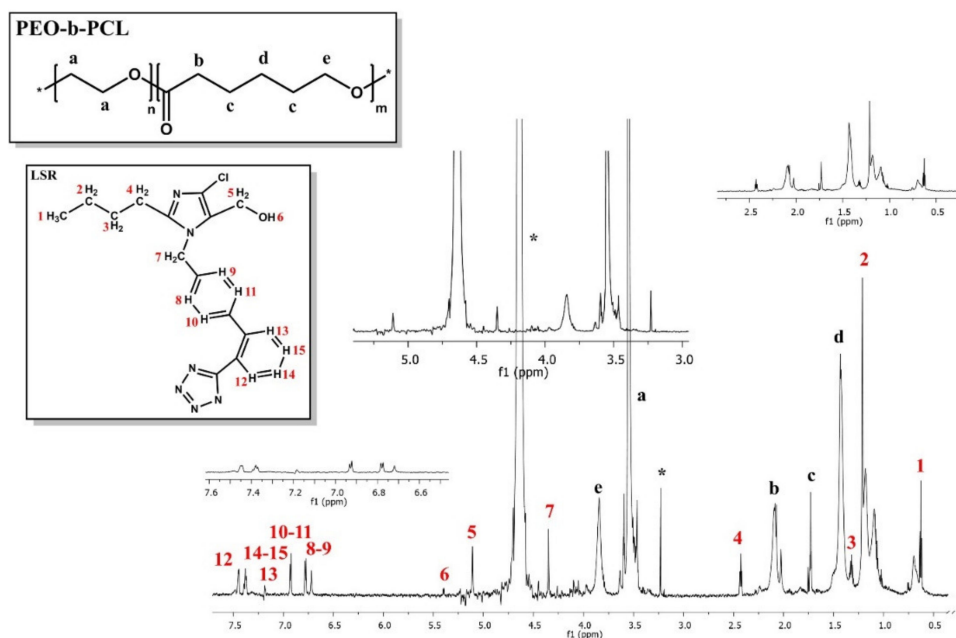 PEO-b-PCL
a
b
d
e
* O O *
n m
a
c
c
O
LSR
2 H2 C
4 H2 C
N
Cl
5 H2 C
1 H3C
OH 6
3 C H2
N
N
7 H2C
H 9
8 H
H 11
10 H
H 13
H 15
12 H
H 14
N
N
N
N
*
5.0 4.5 4.0 3.5 3.0
f1 (ppm)
2.5 2.0 1.5 1.0 0.5
f1 (ppm)
2
d
a
7.6 7.4 7.2 7.0 6.8 6.6
f1 (ppm)
*
e
c
b
1
12
14-15
13
10-11
8-9
6
5
7
4
3
7.5 7.0 6.5 6.0 5.5 5.0 4.5 4.0 3.5 3.0 2.5 2.0 1.5 1.0 0.5
f1 (ppm)